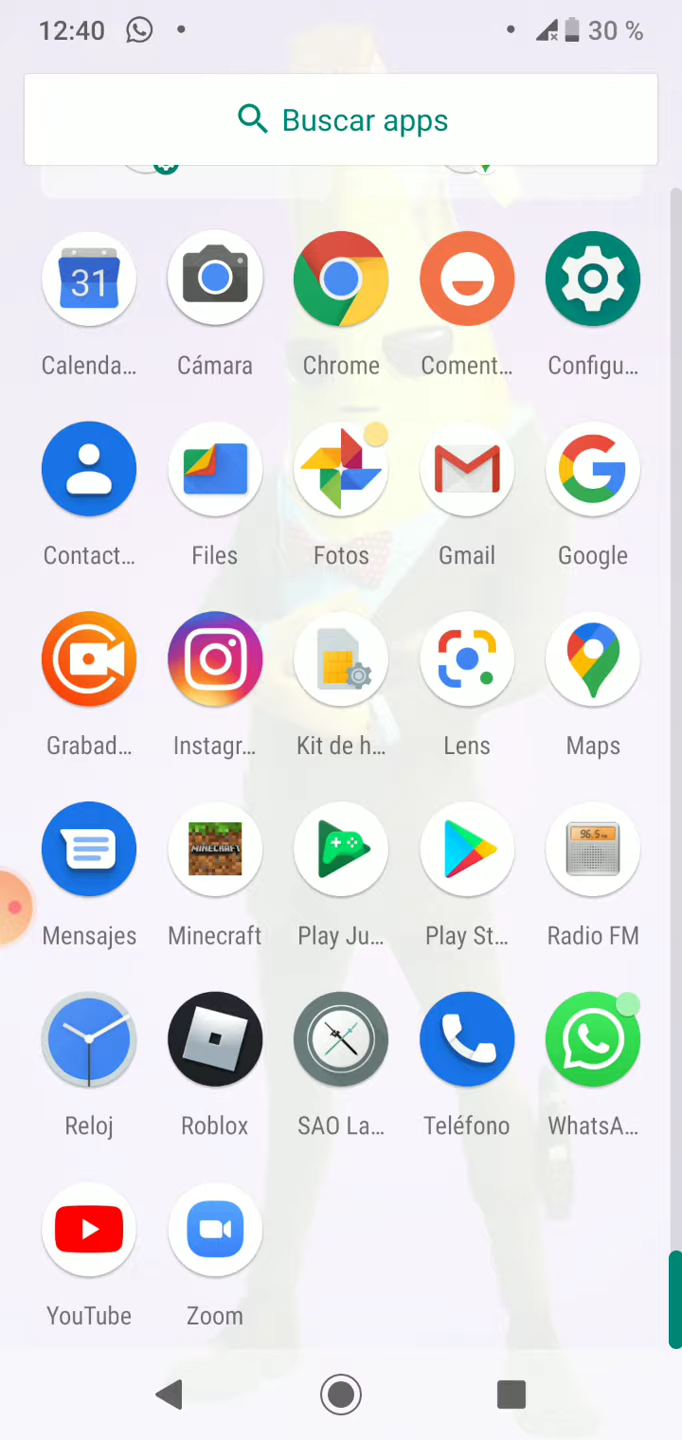 12:40
30 %
Buscar apps
31
Calenda...
Cámara
Chrome
Coment...
Configu...
Contact...
Files
Fotos
Gmail
Google
Grabad...
Instagr...
Kit de h...
Lens
Maps
MINECRAFT
96.5
Mensajes
Minecraft
Play Ju...
Play St...
Radio FM
Reloj
Roblox
SAO La...
Teléfono
WhatsA...
YouTube
Zoom